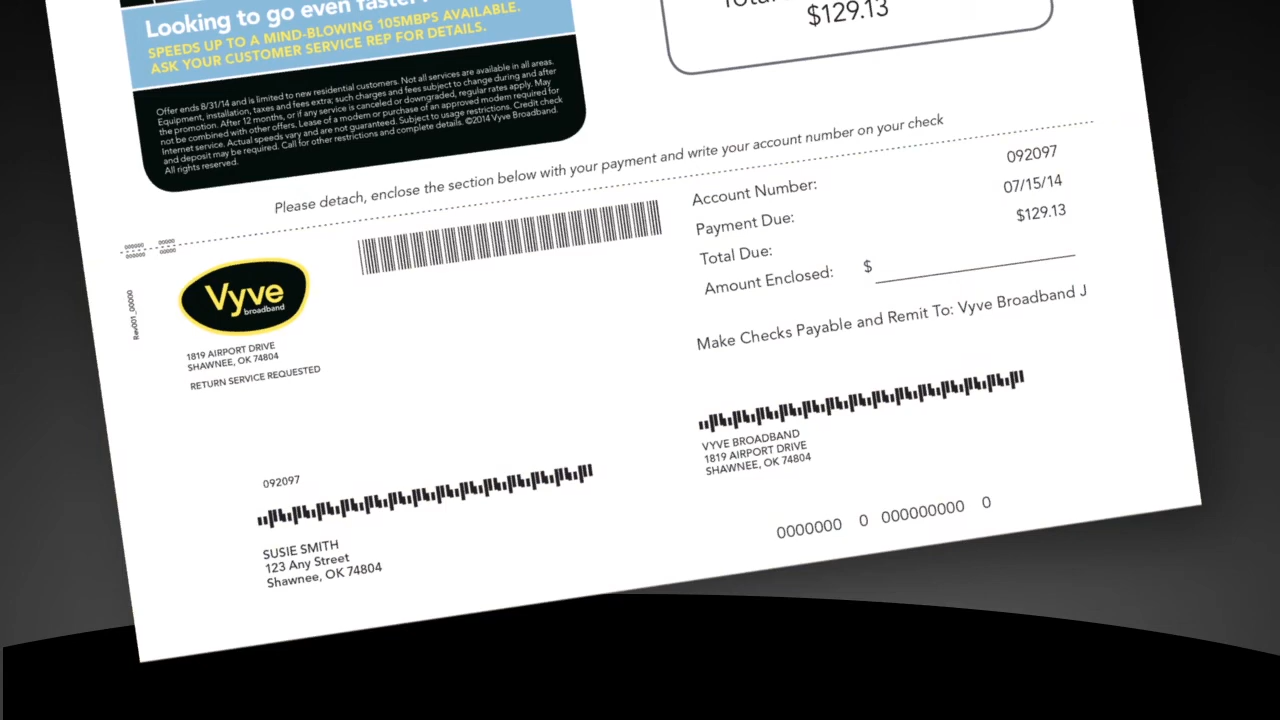 Looking to go even faster
SPEEDS UP TO A MIND-BLOWING 105MBPS AVAILABLE.
ASK YOUR CUSTOMER SERVICE REP FOR DETAILS.
Offer ends 8/31/14 and is limited to new residential customers. Not all services are available in all areas.
Equipment, installation, taxes and fees extra; such charges and fees subject to change during and after
the promotion. After 12 months, or if any service is canceled or downgraded, regular rates apply. May
not be combined with other offers. Lease of a modem or purchase of an approved modem required for
Internet service. Actual speeds vary and are not guaranteed. Subject to usage restrictions. Credit check
and deposit may be required. Call for other restrictions and complete details. ©2014 Vyve Broadband.
All rights reserved.
Total
$129.13
Please detach, enclose the section below with your payment and write your account number on your check
000000 00000
000000 00000
Rev001_00000
Vyve
broadband
1819 AIRPORT DRIVE
SHAWNEE, OK 74804
RETURN SERVICE REQUESTED
Account Number: 092097
Payment Due: 07/15/14
Total Due: $129.13
Amount Enclosed: $
Make Checks Payable and Remit To: Vyve Broadband J
VYVE BROADBAND
1819 AIRPORT DRIVE
SHAWNEE, OK 74804
092097
SUSIE SMITH
123 Any Street
Shawnee, OK 74804
0000000 0 000000000 0